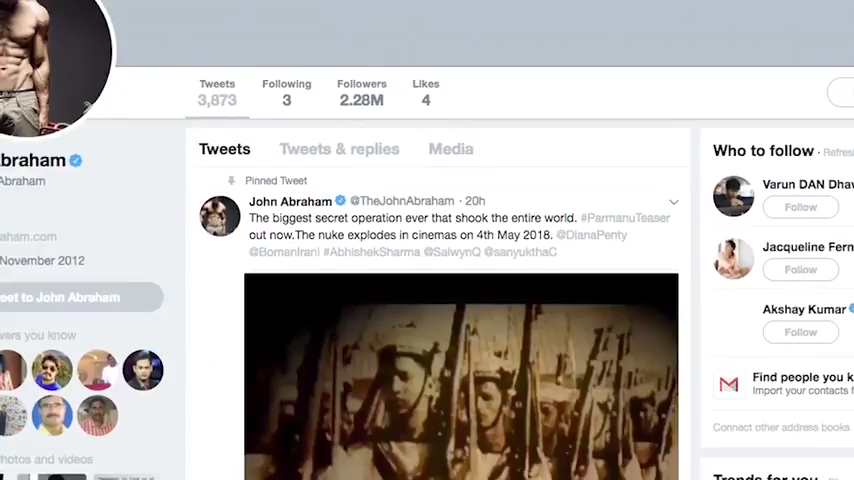 Tweets Following Followers Likes
3,873 3 2.28M 4
Abraham
Abraham
aham.com
November 2012
eet to John Abraham
wers you know
hotos and videos
Tweets Tweets & replies Media
Pinned Tweet
John Abraham @TheJohnAbraham · 20h
The biggest secret operation ever that shook the entire world. #ParmanuTeaser
out now.The nuke explodes in cinemas on 4th May 2018. @DianaPenty
@BomanIrani #AbhishekSharma @SaiwynQ @sanyukthaC
Who to follow · Refres
Varun DAN Dhav
Follow
Jacqueline Fern
Follow
Akshay Kumar
Follow
Find people you k
Import your contacts f
Connect other address books
Trends for you